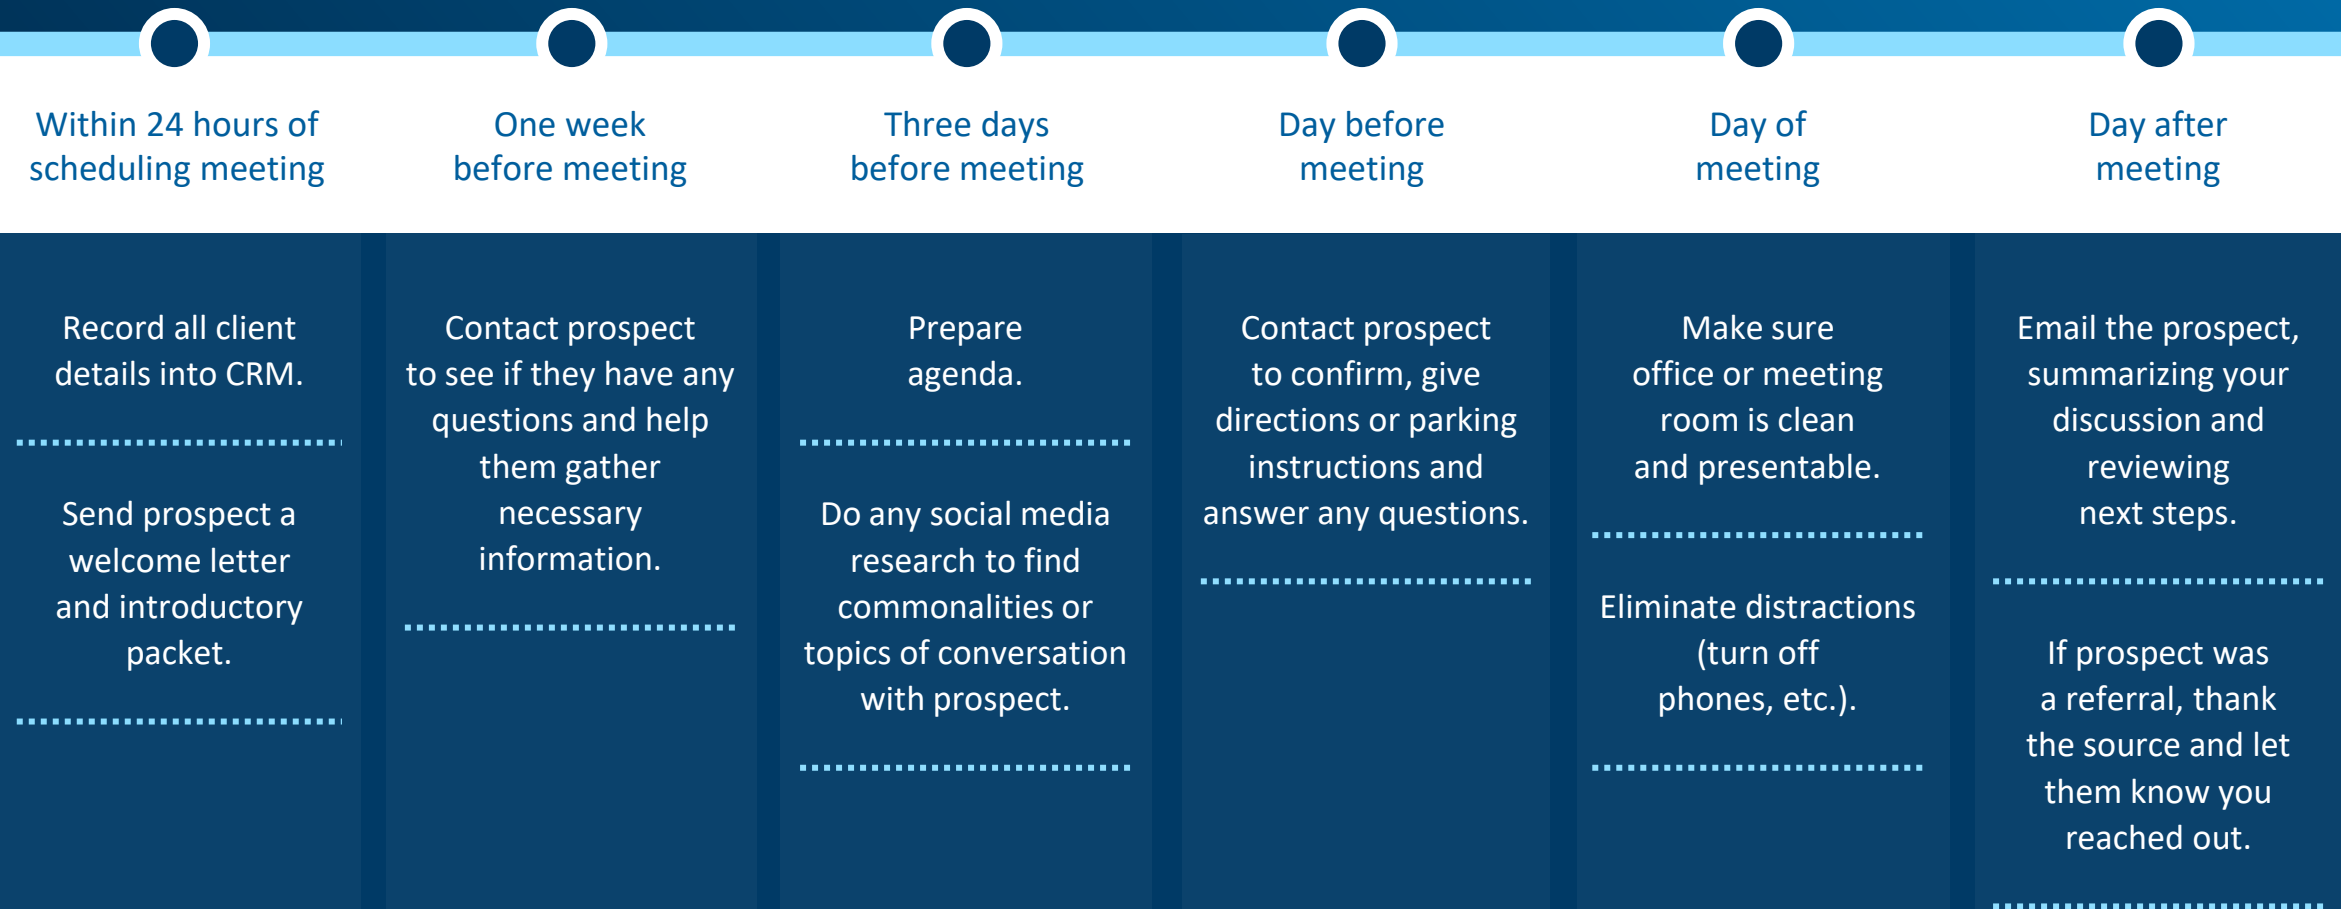 Within 24 hours of
scheduling meeting
One week
before meeting
Three days
before meeting
Day before
meeting
Day of
meeting
Day after
meeting
Record all client
details into CRM.
Send prospect a
welcome letter
and introductory
packet.
Contact prospect
to see if they have any
questions and help
them gather
necessary
information.
Prepare
agenda.
Do any social media
research to find
commonalities or
topics of conversation
with prospect.
Contact prospect
to confirm, give
directions or parking
instructions and
answer any questions.
Make sure
office or meeting
room is clean
and presentable.
Eliminate distractions
(turn off
phones, etc.).
Email the prospect,
summarizing your
discussion and
reviewing
next steps.
If prospect was
a referral, thank
the source and let
them know you
reached out.